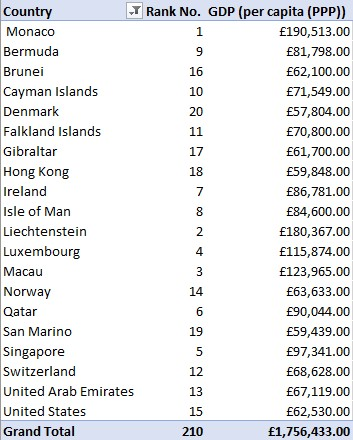 Country Rank No. GDP (per capita (PPP))
Monaco 1 £190,513.00
Bermuda 9 £81,798.00
Brunei 16 £62,100.00
Cayman Islands 10 £71,549.00
Denmark 20 £57,804.00
Falkland Islands 11 £70,800.00
Gibraltar 17 £61,700.00
Hong Kong 18 £59,848.00
Ireland 7 £86,781.00
Isle of Man 8 £84,600.00
Liechtenstein 2 £180,367.00
Luxembourg 4 £115,874.00
Macau 3 £123,965.00
Norway 14 £63,633.00
Qatar 6 £90,044.00
San Marino 19 £59,439.00
Singapore 5 £97,341.00
Switzerland 12 £68,628.00
United Arab Emirates 13 £67,119.00
United States 15 £62,530.00
Grand Total 210 £1,756,433.00